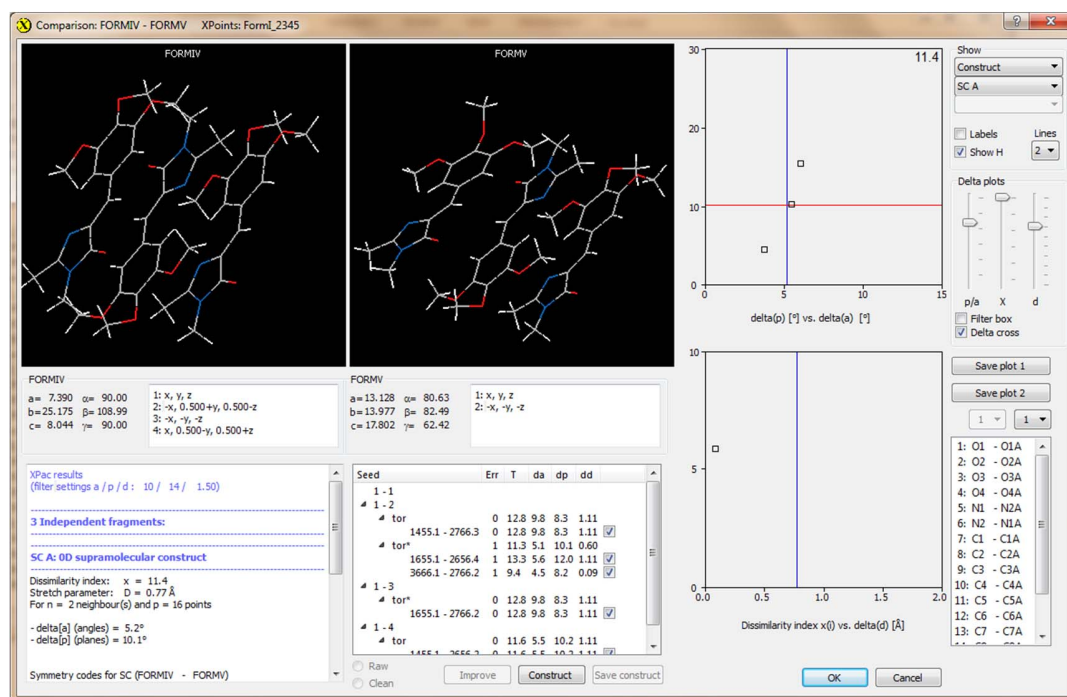 Comparison: FORMIV - FORMV XPoints: FormI_2345
FORMIV
FORMV
30
20
10
0
11.4
0 5 10 15
delta(p) [º] vs. delta(a) [º]
Show
Construct
SC A
Labels
Show H
Lines
2
Delta plots
p/a X d
Filter box
Delta cross
10
5
0
0.0 0.5 1.0 1.5 2.0
Dissimilarity index x(i) vs. delta(d) [Å]
Save plot 1
Save plot 2
1 1
FORMIV
a= 7.390 α= 90.00
b=25.175 β=108.99
c= 8.044 γ= 90.00
1: x, y, z
2: -x, 0.500+y, 0.500-z
3: -x, -y, -z
4: x, 0.500-y, 0.500+z
FORMV
a=13.128 α= 80.63
b=13.977 β= 82.49
c=17.802 γ= 62.42
1: x, y, z
2: -x, -y, -z
XPac results
(filter settings a / p / d : 10 / 14 / 1.50)
3 Independent fragments:
SC A: 0D supramolecular construct
Dissimilarity index: x = 11.4
Stretch parameter: D = 0.77 Å
For n = 2 neighbour(s) and p = 16 points
- delta[a] (angles) = 5.2°
- delta[p] (planes) = 10.1°
Symmetry codes for SC (FORMIV - FORMV)
Seed Err T da dp dd
1 - 1
1 - 2
tor 0 12.8 9.8 8.3 1.11
1455.1 - 2766.3 0 12.8 9.8 8.3 1.11
tor* 1 11.3 5.1 10.1 0.60
1655.1 - 2656.4 1 13.3 5.6 12.0 1.11
3666.1 - 2766.2 1 9.4 4.5 8.2 0.09
1 - 3
tor* 0 12.8 9.8 8.3 1.11
1655.1 - 2766.2 0 12.8 9.8 8.3 1.11
1 - 4
tor 0 11.6 5.5 10.2 1.11
1455.1 - 2656.2 0 11.6 5.5 10.2 1.11
Raw
Clean
Improve
Construct
Save construct
1: O1 - O1A
2: O2 - O2A
3: O3 - O3A
4: O4 - O4A
5: N1 - N2A
6: N2 - N1A
7: C1 - C1A
8: C2 - C2A
9: C3 - C3A
10: C4 - C5A
11: C5 - C4A
12: C6 - C6A
13: C7 - C7A
OK
Cancel